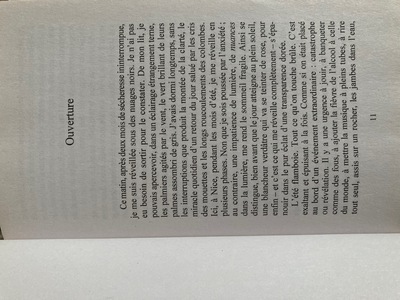 Ouverture
Ce matin, après deux mois de sécheresse ininterrompue,
je me suis réveillée sous des nuages noirs. Je n'ai pas
eu besoin de sortir pour le constater. De mon lit, je
pouvais apercevoir, dans un éclairage étrangement terne,
les palmiers agités par le vent, le vert brillant de leurs
palmes assombri de gris. J'avais dormi longtemps, sans
les interruptions que produit la montée de la clarté, le
miracle quotidien d'un retour du jour salué par les cris
des mouettes et les longs roucoulements des colombes.
Ici, à Nice, pendant les mois d'été, je me réveille en
plusieurs phases. Non que je sois poussée par l'anxiété ;
au contraire, une impatience de lumière, de nuances
dans la lumière, me rend le sommeil fragile. Ainsi se
distingue, bien avant que le jour atteigne au plein soleil,
une blancheur verdâtre qui va se teinter de rose, pour
enfin – et c'est ce qui me réveille complètement – s'épa-
nouir dans le pur éclat d'une transparence dorée.
L'été flamboie. Tout ce qu'on touche brûle. C'est
exaltant et épuisant à la fois. Comme si on était placé
au bord d'un événement extraordinaire : catastrophe
ou révélation. Il y a une urgence à jouir, à banqueter
comme des fous, à ajouter la fièvre de l'alcool à celle
du monde, à mettre la musique à pleins tubes, à rire
tout seul, assis sur un rocher, les jambes dans l'eau,
11